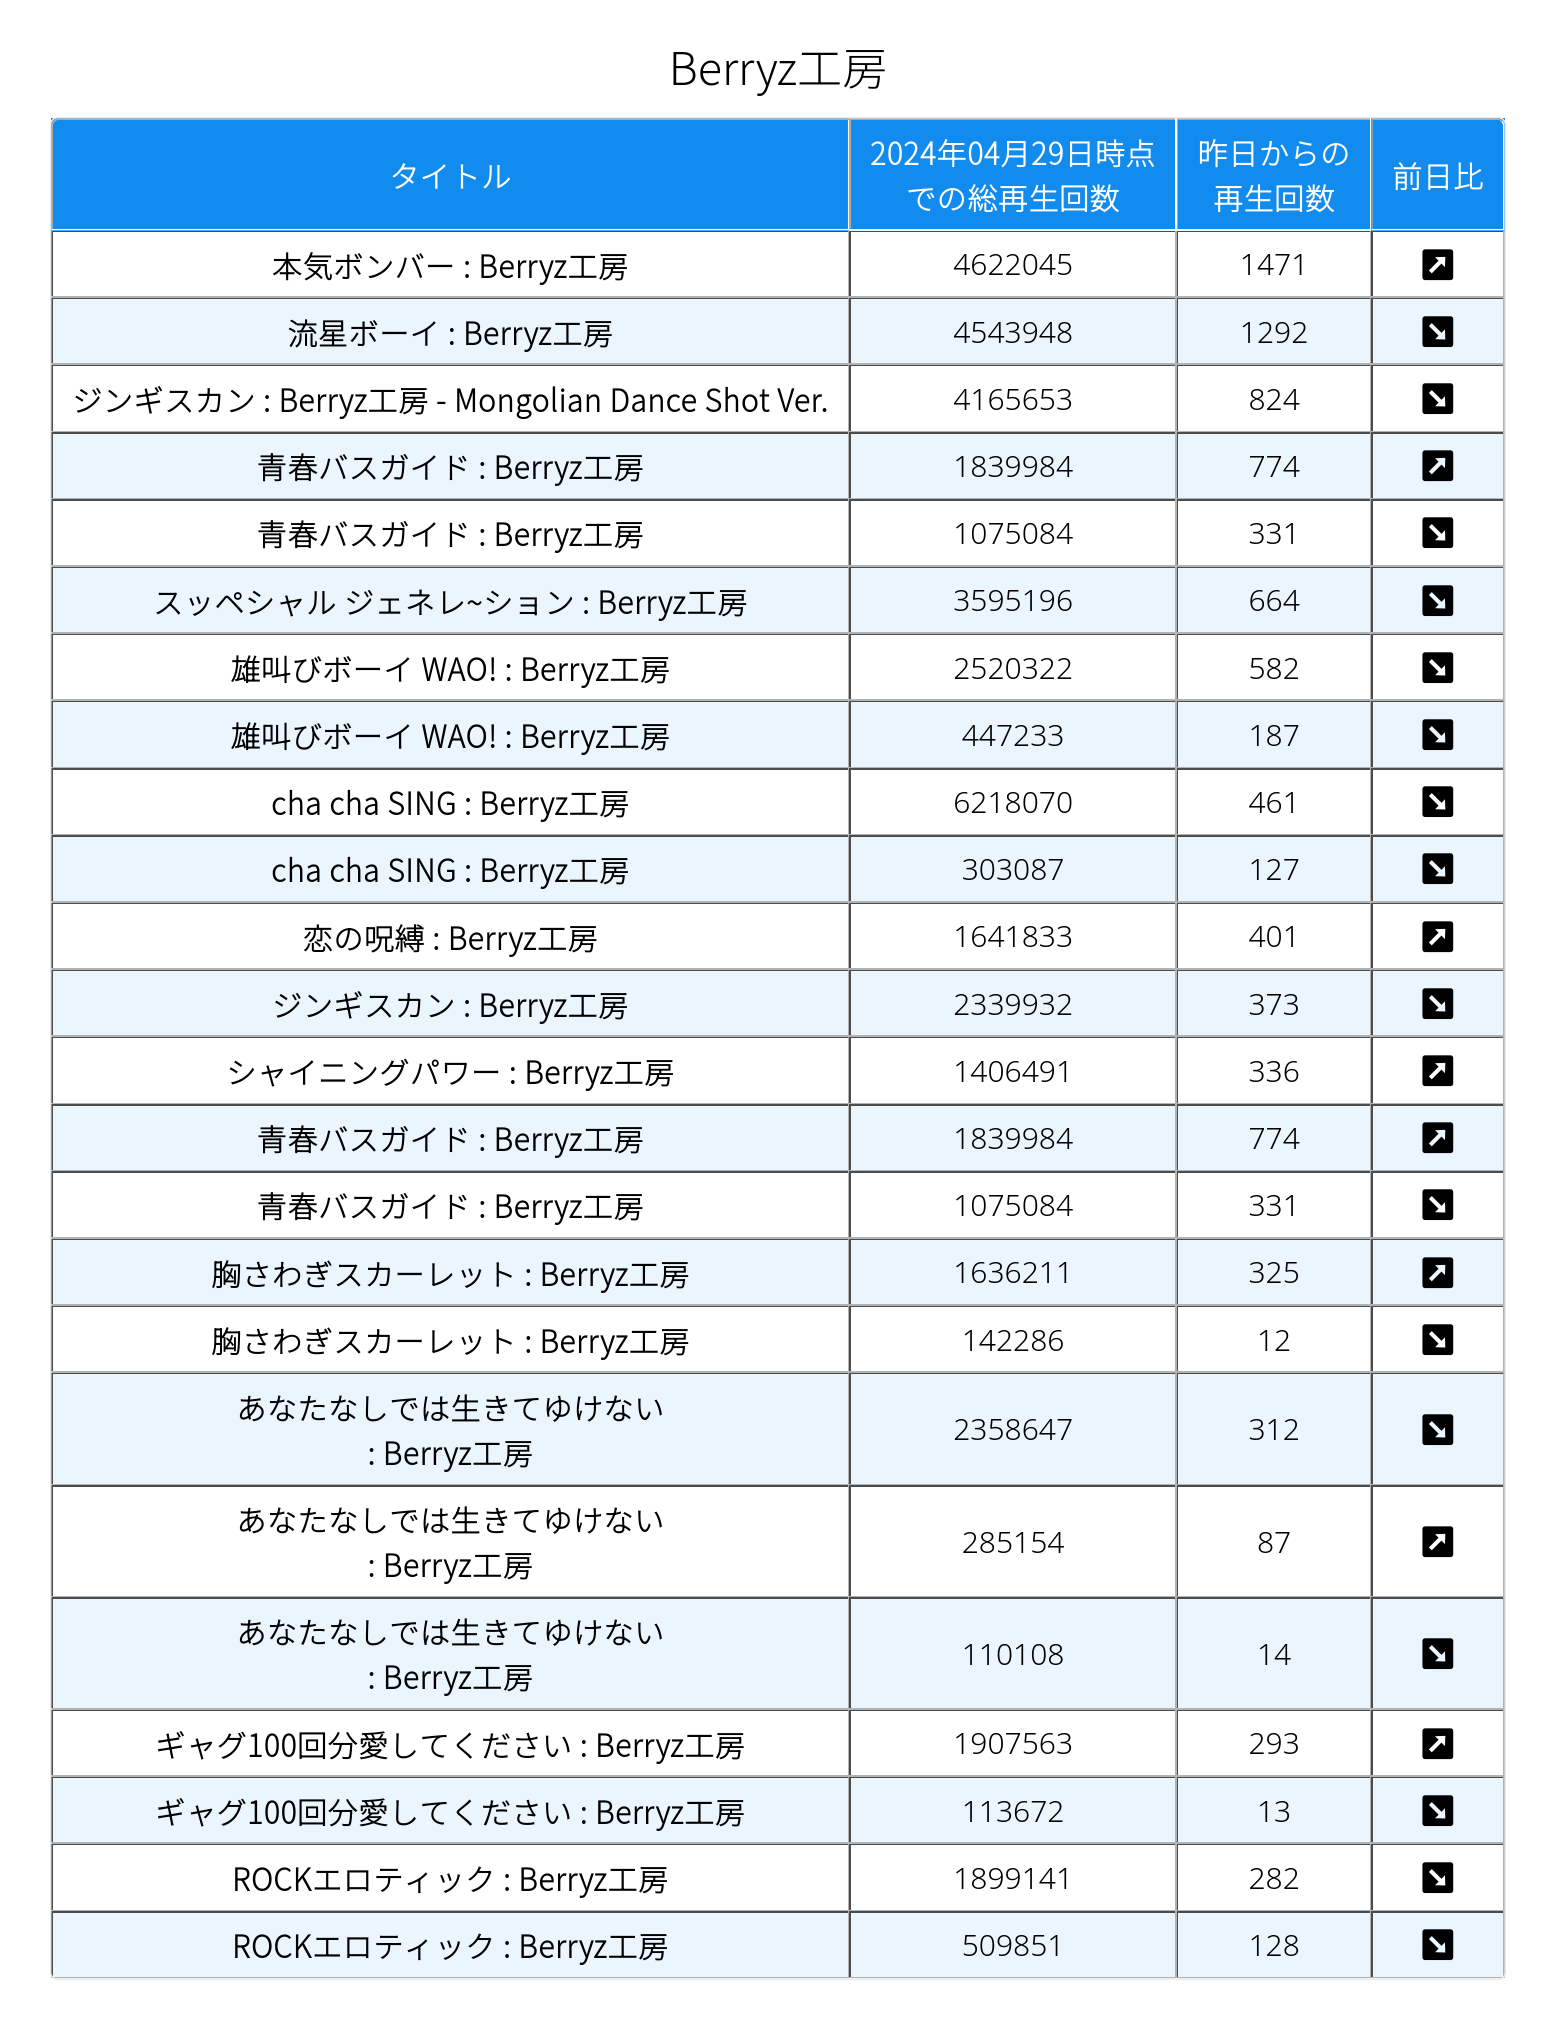 Berryz工房
タイトル 2024年04月29日時点 昨日からの 前日比
での総再生回数 再生回数
本気ボンバー : Berryz工房 4622045 1471
流星ボーイ : Berryz工房 4543948 1292
ジンギスカン : Berryz工房 - Mongolian Dance Shot Ver. 4165653 824
青春バスガイド : Berryz工房 1839984 774
青春バスガイド : Berryz工房 1075084 331
スッペシャル ジェネレ~ション : Berryz工房 3595196 664
雄叫びボーイ WAO! : Berryz工房 2520322 582
雄叫びボーイ WAO! : Berryz工房 447233 187
cha cha SING : Berryz工房 6218070 461
cha cha SING : Berryz工房 303087 127
恋の呪縛 : Berryz工房 1641833 401
ジンギスカン : Berryz工房 2339932 373
シャイニングパワー : Berryz工房 1406491 336
青春バスガイド : Berryz工房 1839984 774
青春バスガイド : Berryz工房 1075084 331
胸さわぎスカーレット : Berryz工房 1636211 325
胸さわぎスカーレット : Berryz工房 142286 12
あなたなしでは生きてゆけない
: Berryz工房 2358647 312
あなたなしでは生きてゆけない
: Berryz工房 285154 87
あなたなしでは生きてゆけない
: Berryz工房 110108 14
ギャグ100回分愛してください : Berryz工房 1907563 293
ギャグ100回分愛してください : Berryz工房 113672 13
ROCKエロティック : Berryz工房 1899141 282
ROCKエロティック : Berryz工房 509851 128